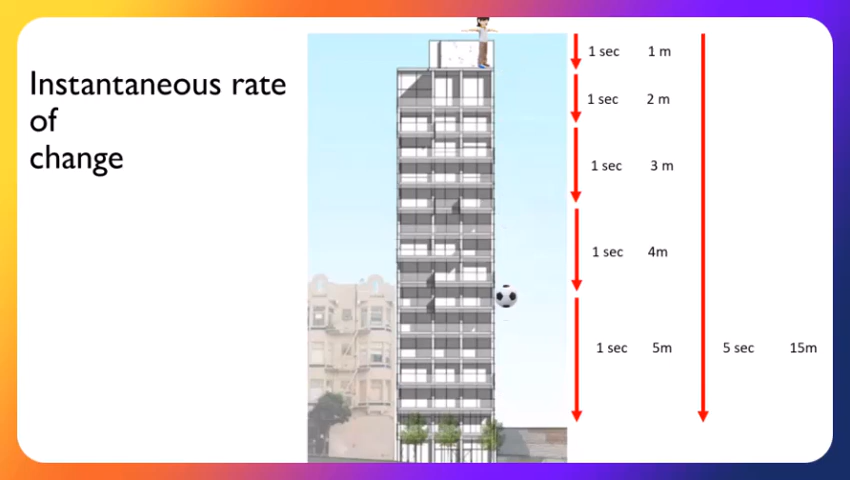 Instantaneous rate
of
change
1 sec 1 m
1 sec 2 m
1 sec 3 m
1 sec 4m
1 sec 5m 5 sec 15m